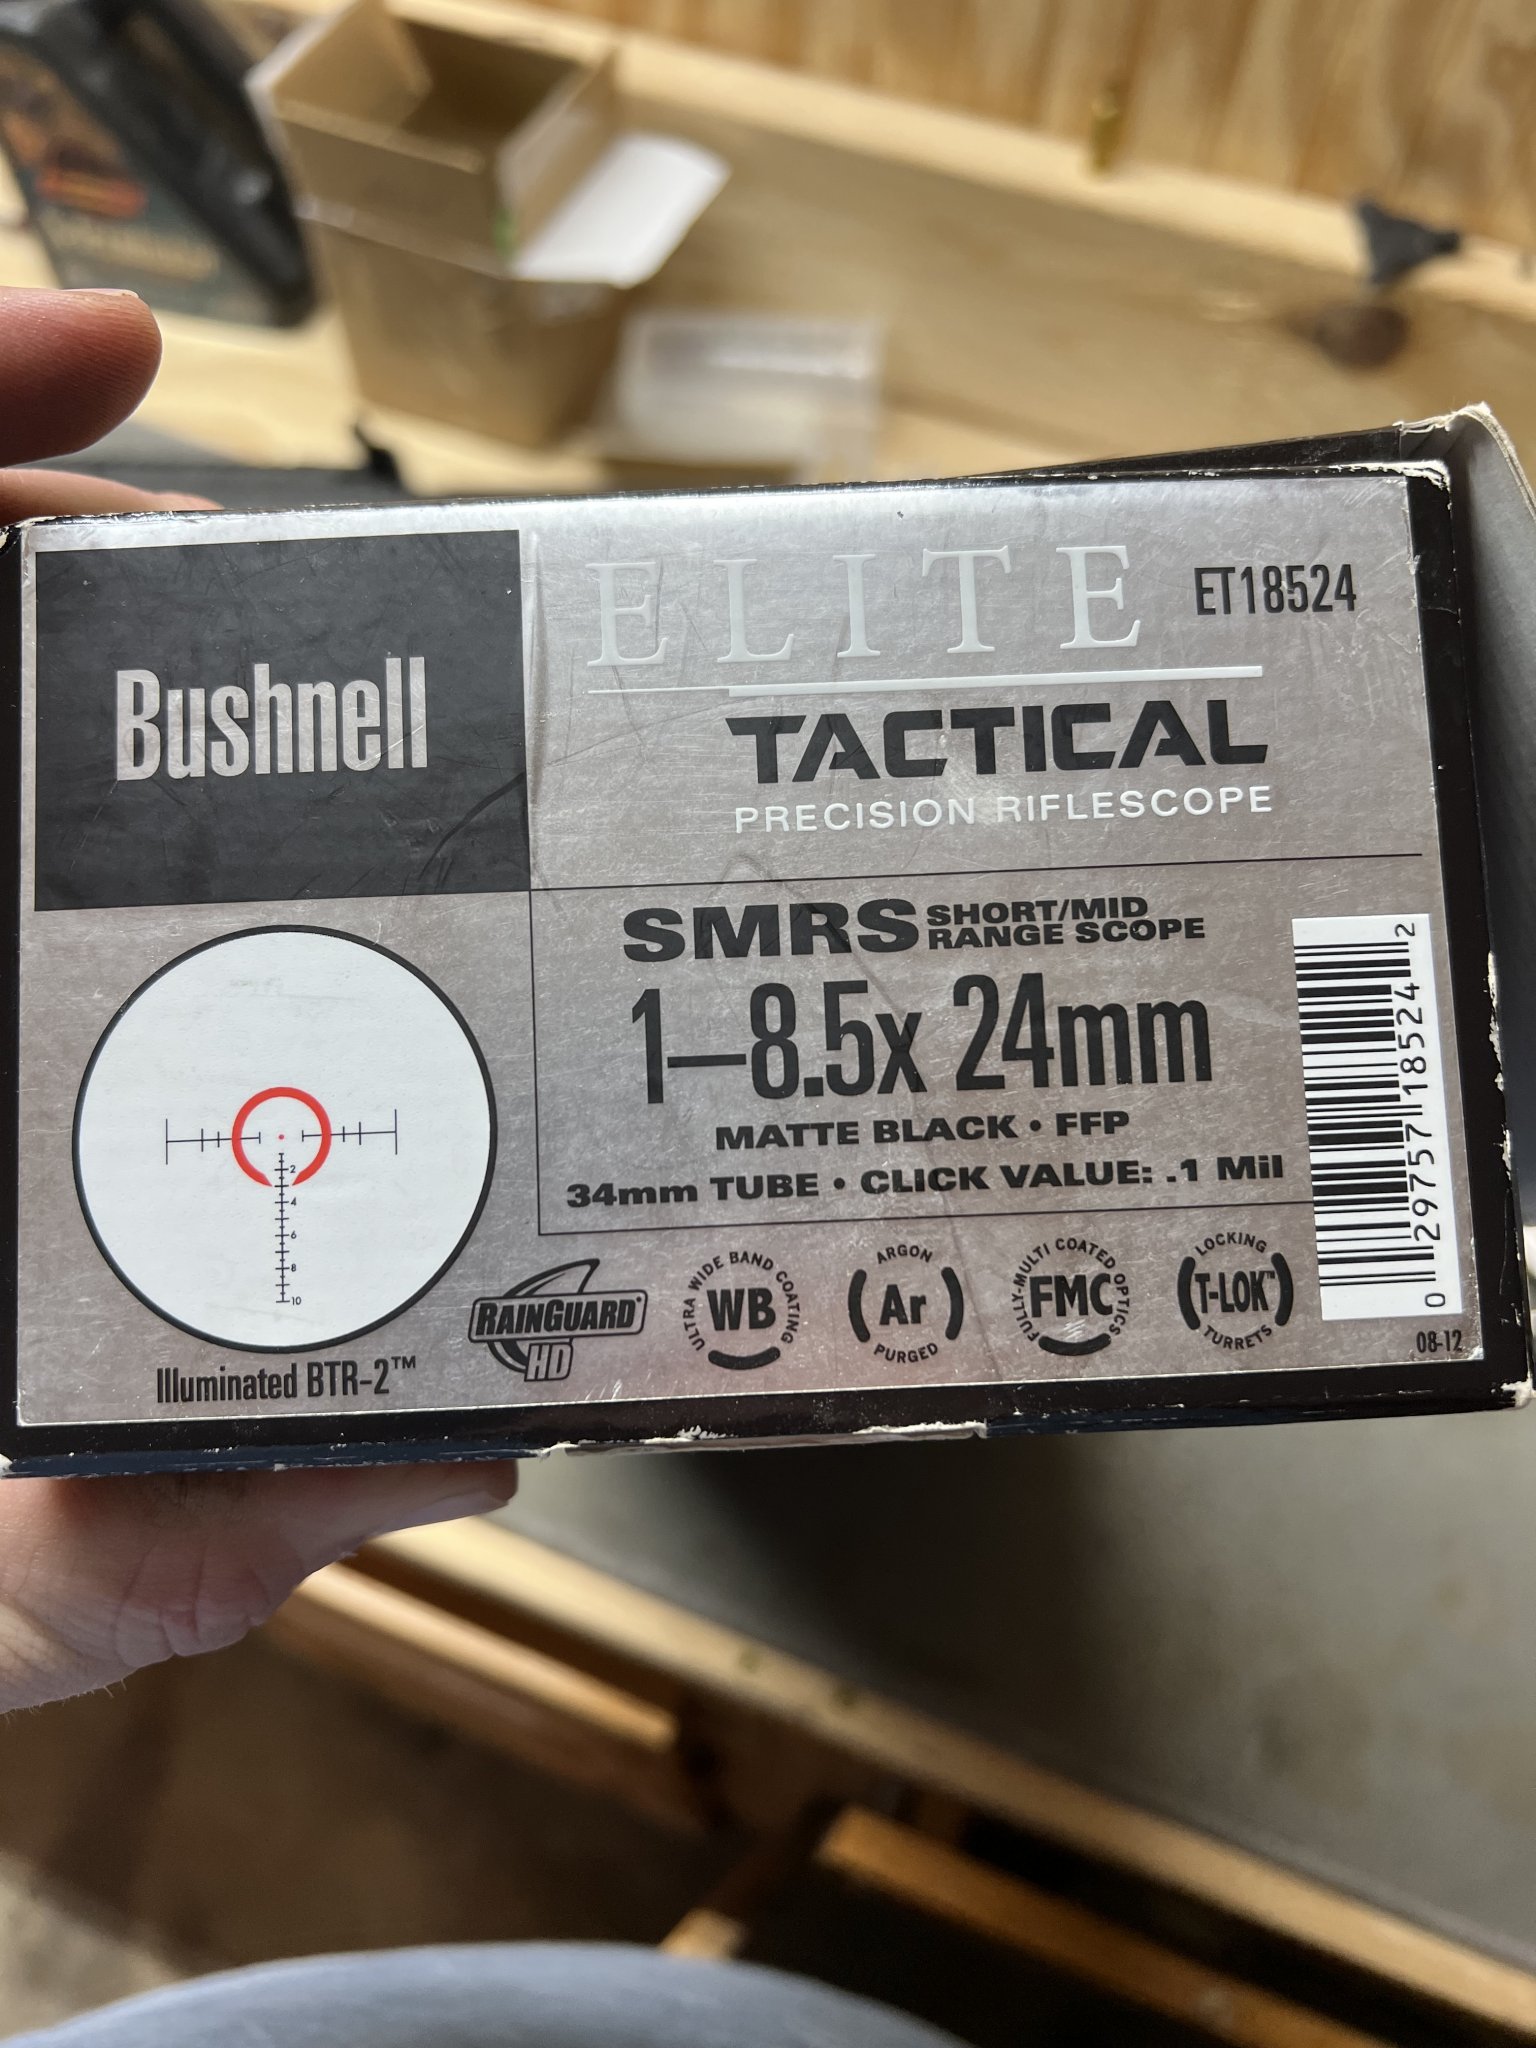 Bushnell
ELITE
ET18524
TACTICAL
PRECISION RIFLESCOPE
SMRS SHORT/MID
RANGE SCOPE
1–8.5x 24mm
MATTE BLACK • FFP
34mm TUBE • CLICK VALUE: .1 Mil
2
4
6
8
10
Illuminated BTR-2™
RAINGUARD®
HD
ULTRA WIDE BAND COATING
WB
ARGON
Ar
PURGED
FULLY-MULTI COATED OPTICS
FMC
LOCKING
T-LOK™
TURRETS
0 29757 18524 2
08-12